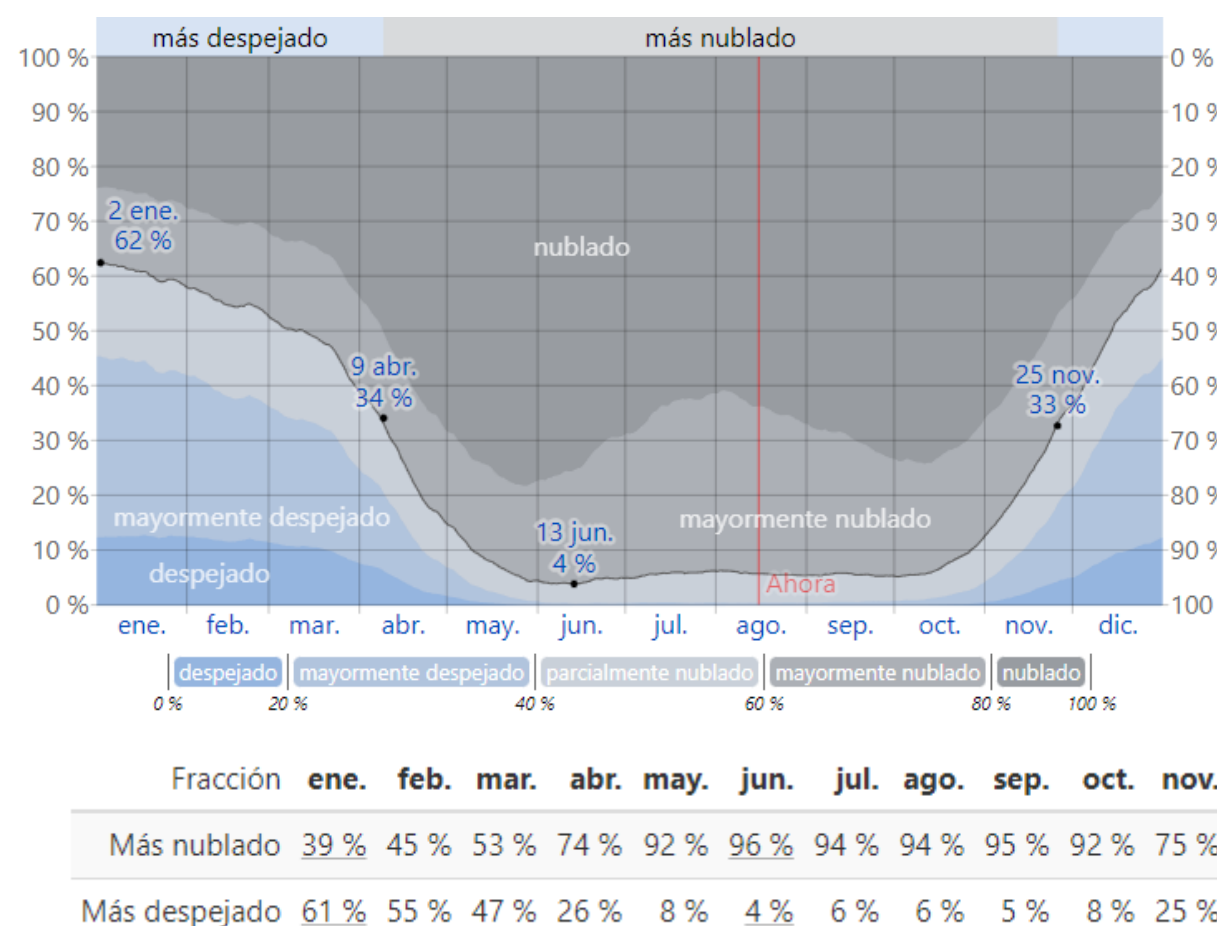 más despejado más nublado
100 % 0 %
90 % 10 %
80 % 20 %
2 ene.
70 % 30 %
62 %
nublado
60 % 40 %
50 % 50 %
9 abr.
25 nov.
40 % 60 %
34 %
33 %
30 % 70 %
20 % 80 %
mayormente despejado mayormente nublado
13 jun.
10 % 90 %
4 %
despejado
Ahora
0 % 100
ene. feb. mar. abr. may. jun. jul. ago. sep. oct. nov. dic.
despejado mayormente despejado parcialmente nublado mayormente nublado nublado
0 % 20 % 40 % 60 % 80 % 100 %
Fracción ene. feb. mar. abr. may. jun. jul. ago. sep. oct. nov.
Más nublado 39 % 45 % 53 % 74 % 92 % 96 % 94 % 94 % 95 % 92 % 75 %
Más despejado 61 % 55 % 47 % 26 % 8 % 4 % 6 % 6 % 5 % 8 % 25 %